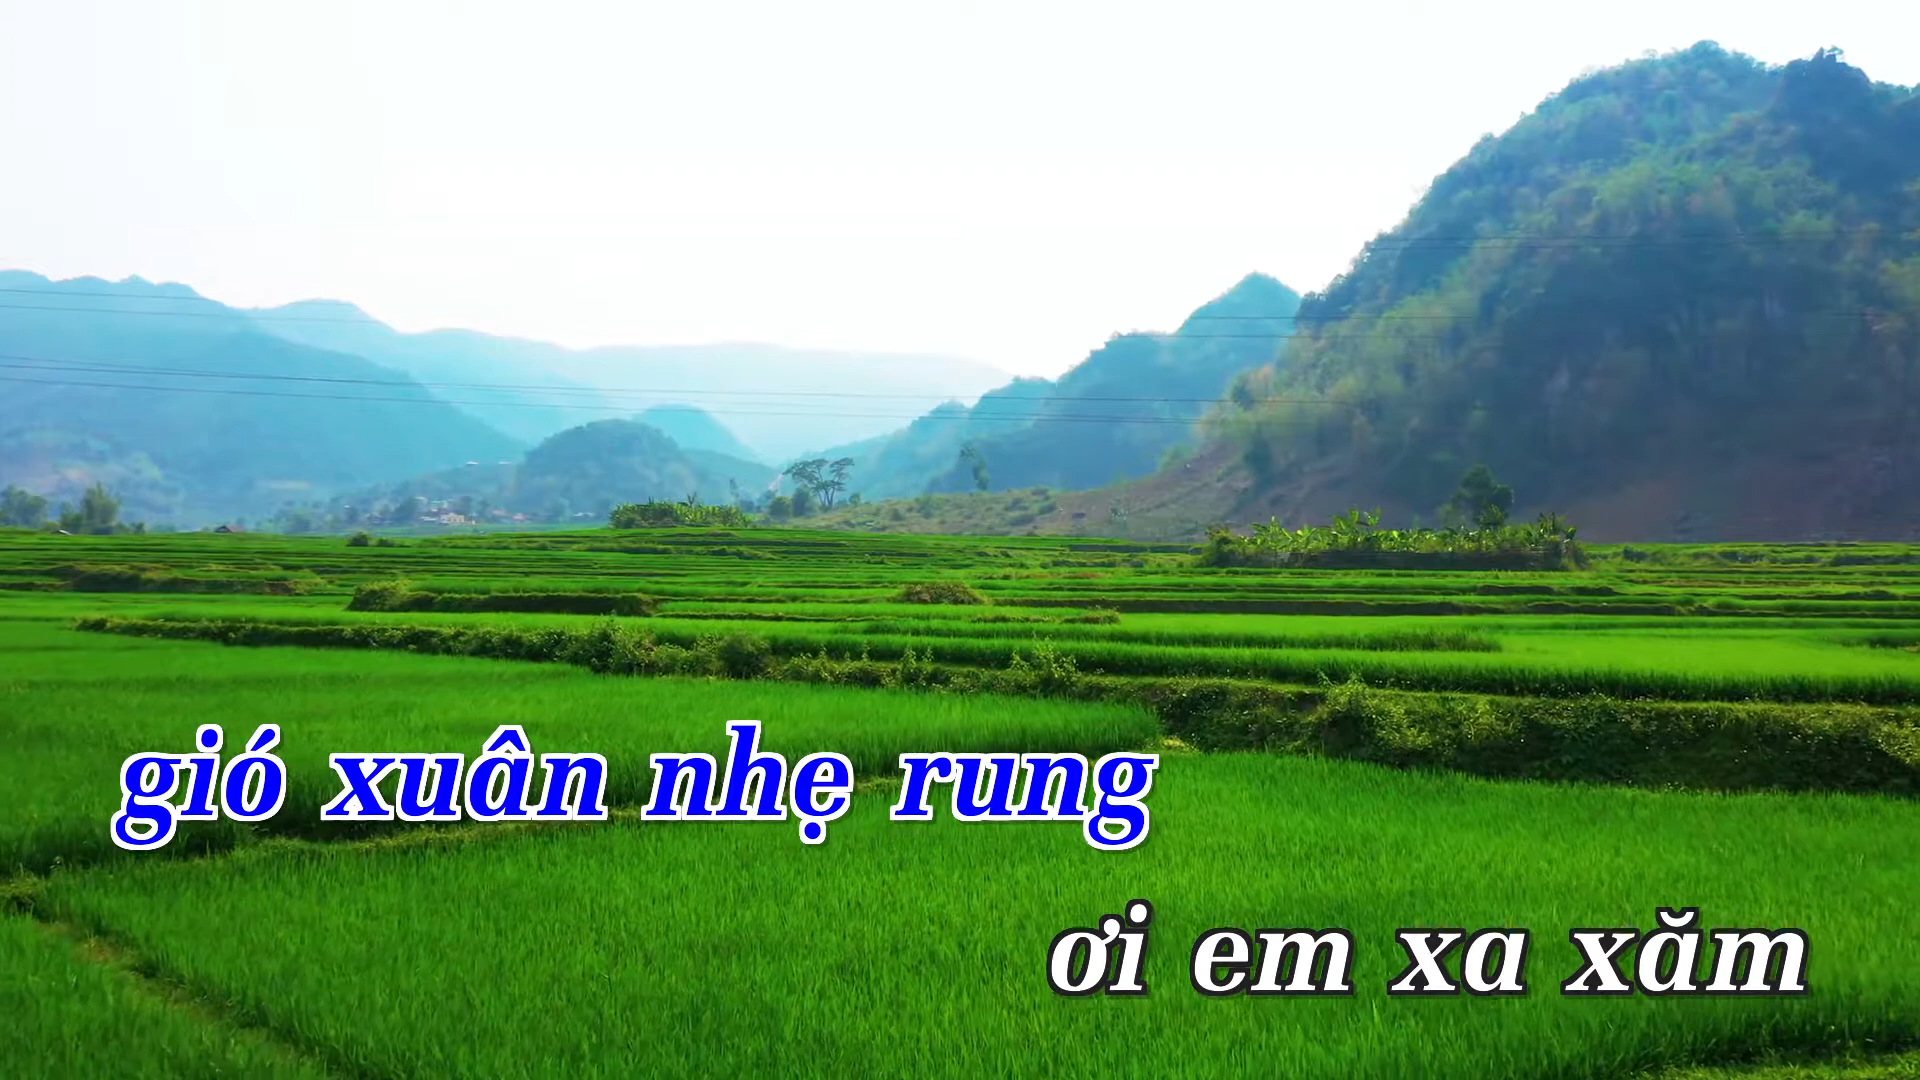 gió xuân nhẹ rung
ơi em xa xăm